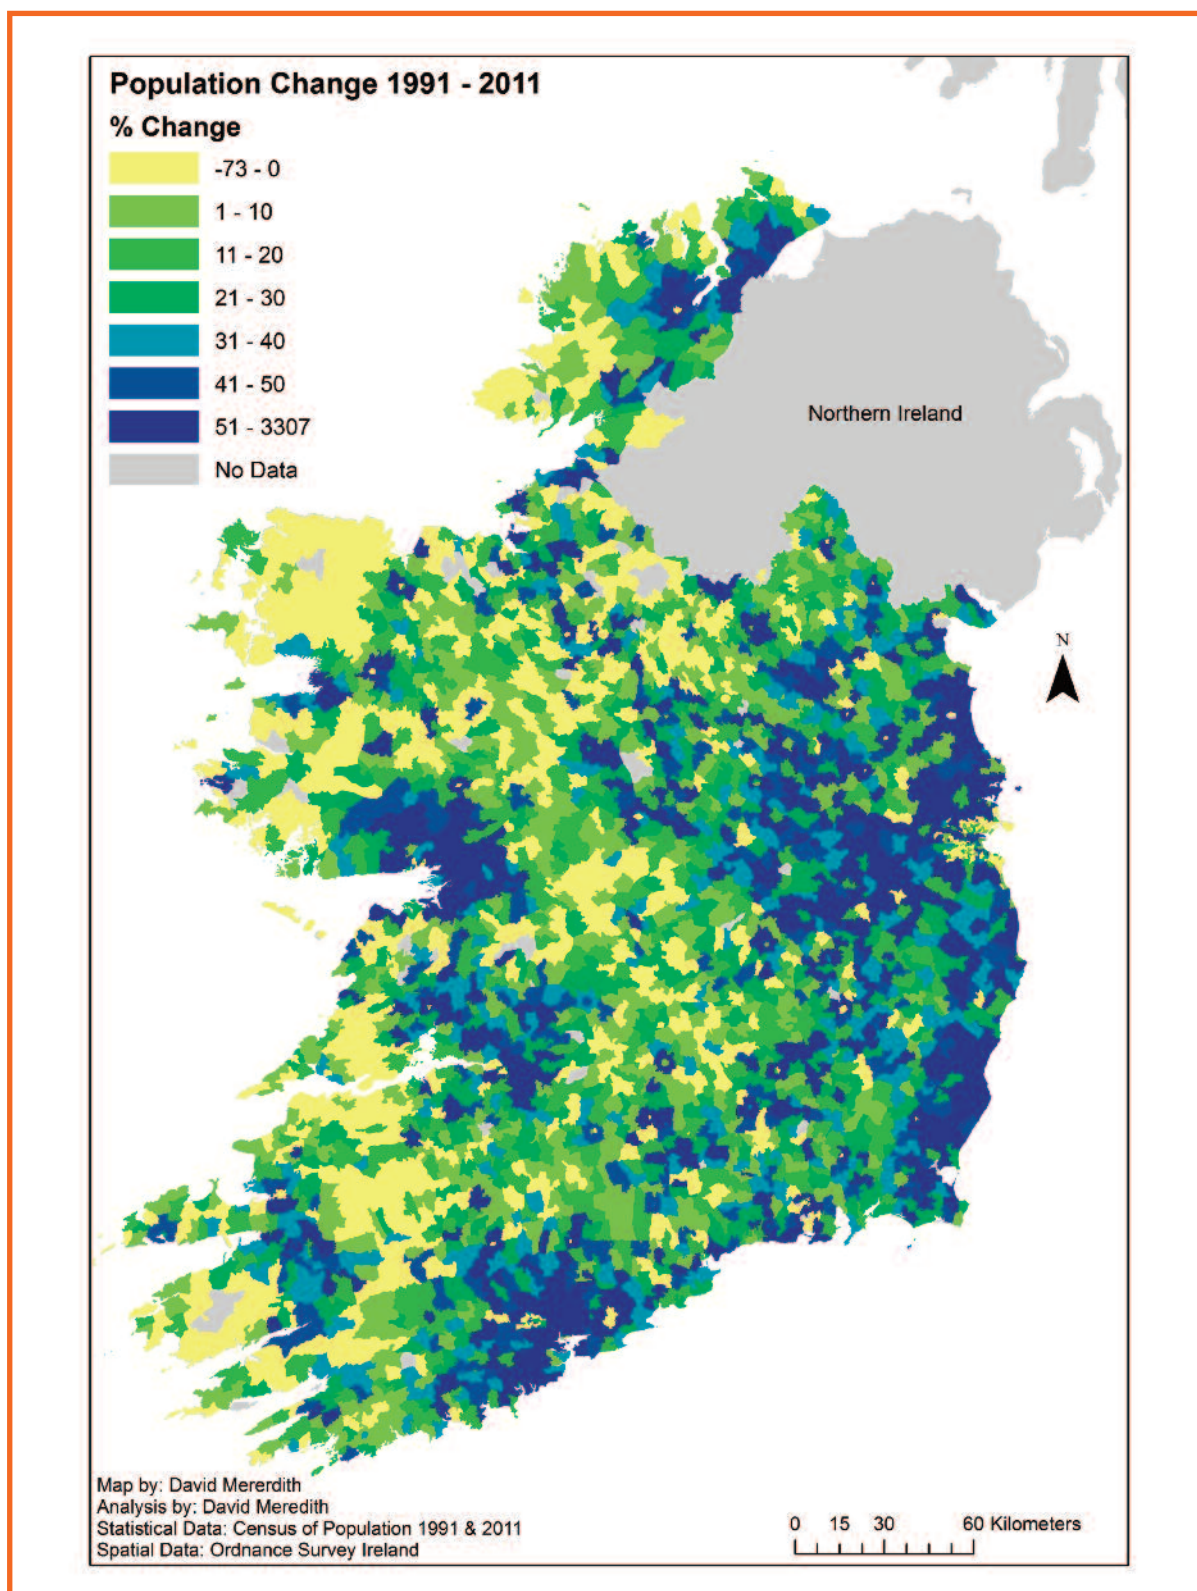 Population Change 1991 - 2011
% Change
-73 - 0
1 - 10
11 - 20
21 - 30
31 - 40
41 - 50
51 - 3307
No Data
Northern Ireland
N
Map by: David Mererdith
Analysis by: David Meredith
Statistical Data: Census of Population 1991 & 2011
Spatial Data: Ordnance Survey Ireland
0 15 30 60 Kilometers